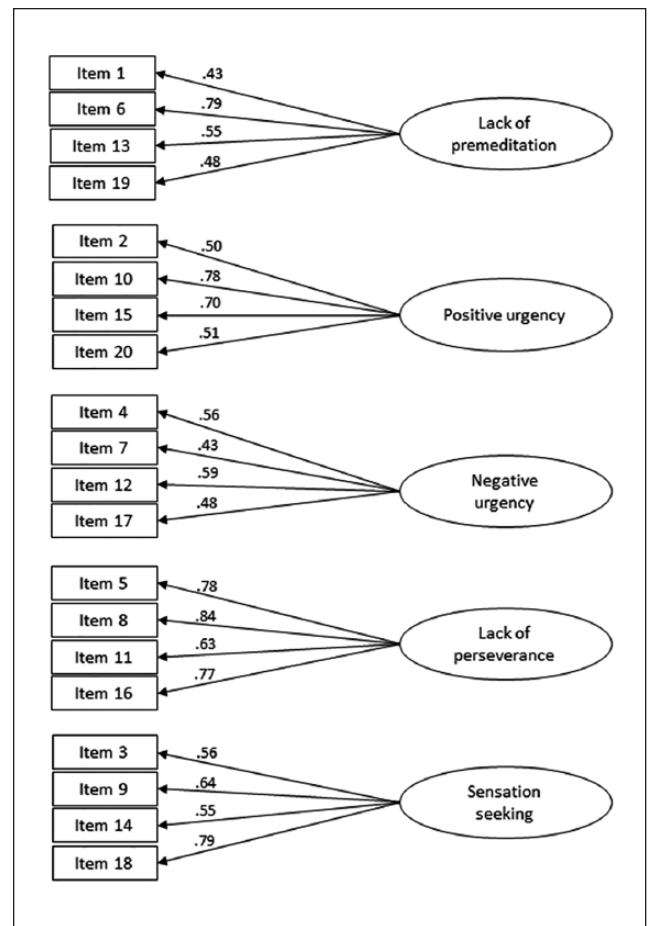 Item 1
.43
Item 6
.79
Item 13
.55
Item 19
.48
Lack of
premeditation
Item 2
.50
Item 10
.78
Item 15
.70
Item 20
.51
Positive urgency
Item 4
.56
Item 7
.43
Item 12
.59
Item 17
.48
Negative
urgency
Item 5
.78
Item 8
.84
Item 11
.63
Item 16
.77
Lack of
perseverance
Item 3
.56
Item 9
.64
Item 14
.55
Item 18
.79
Sensation
seeking